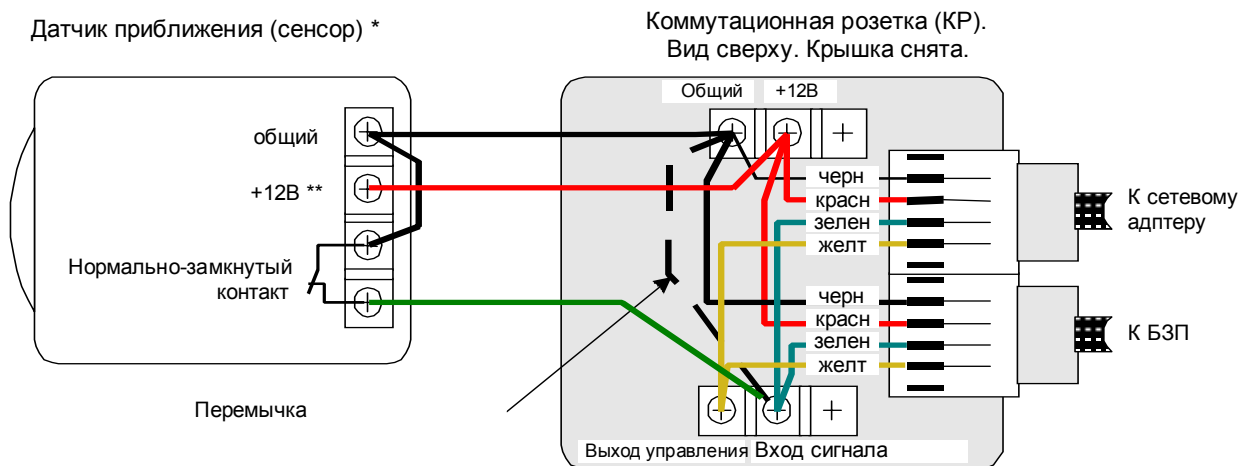 Датчик приближения (сенсор) *
Коммутационная розетка (КР).
Вид сверху. Крышка снята.
Общий +12В
общий
+12В **
Нормально-замкнутый
контакт
черн
красн
зелен
желт
К сетевому
адптеру
черн
красн
зелен
желт
К БЗП
Перемычка
Выход управления Вход сигнала